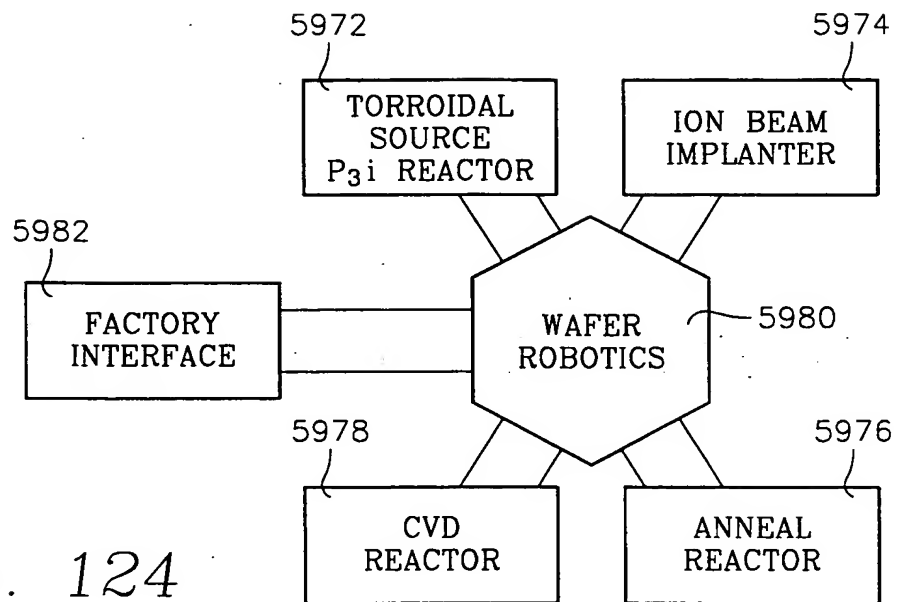 5972
5974
TORROIDAL
SOURCE
P3i REACTOR
ION BEAM
IMPLANTER
5982
FACTORY
INTERFACE
WAFER
ROBOTICS
5980
5978
5976
CVD
REACTOR
ANNEAL
REACTOR
. 124